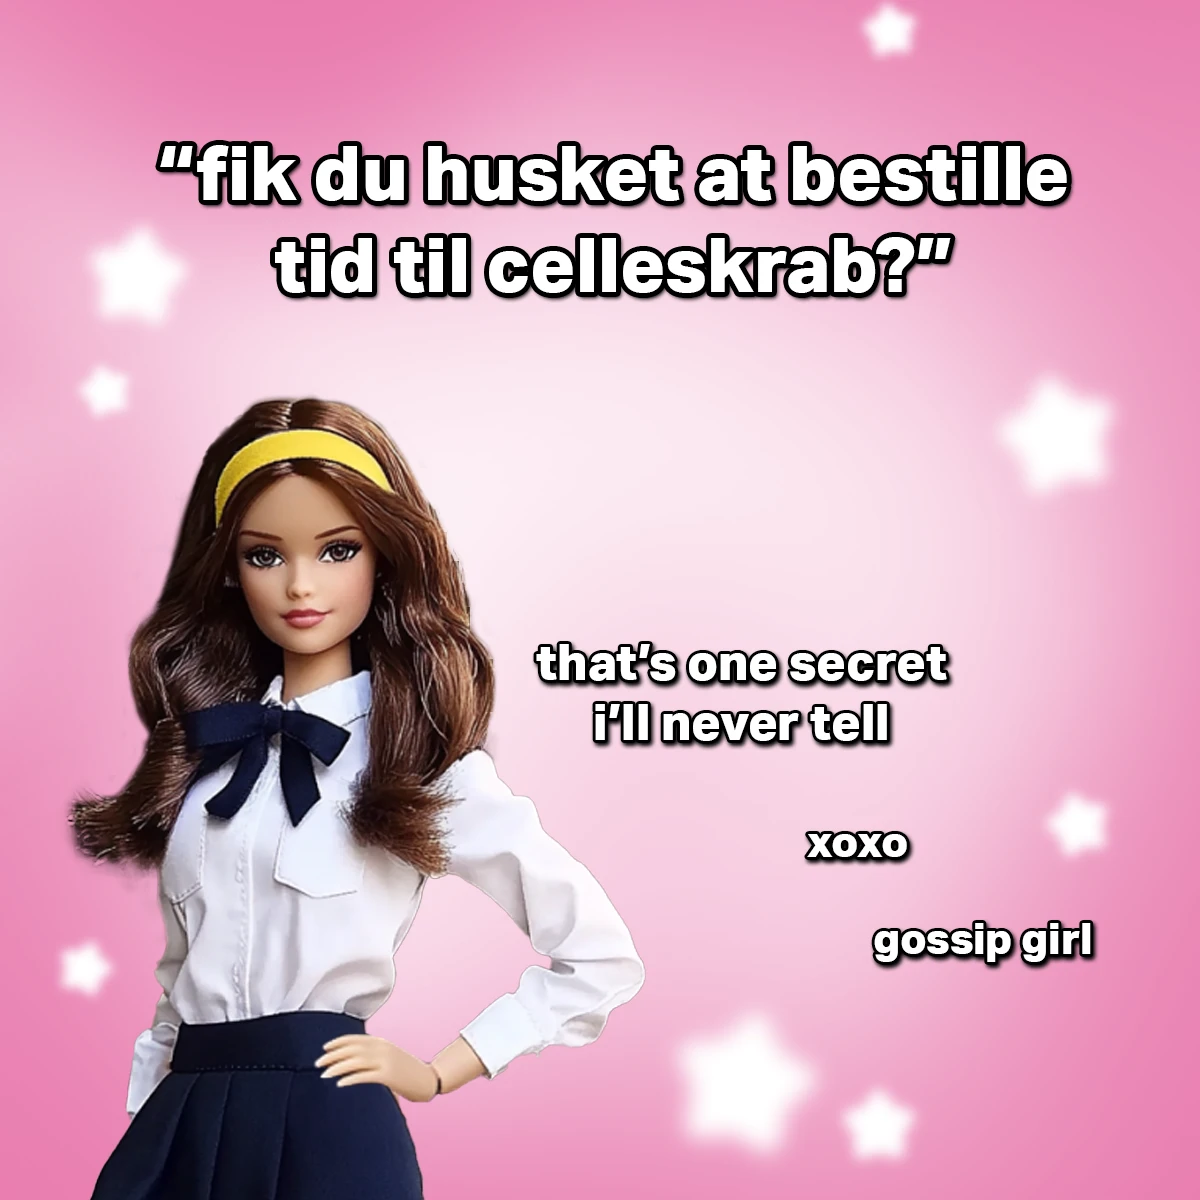 “fik du husket at bestille
tid til celleskrab?”
that’s one secret
i’ll never tell
xoxo
gossip girl